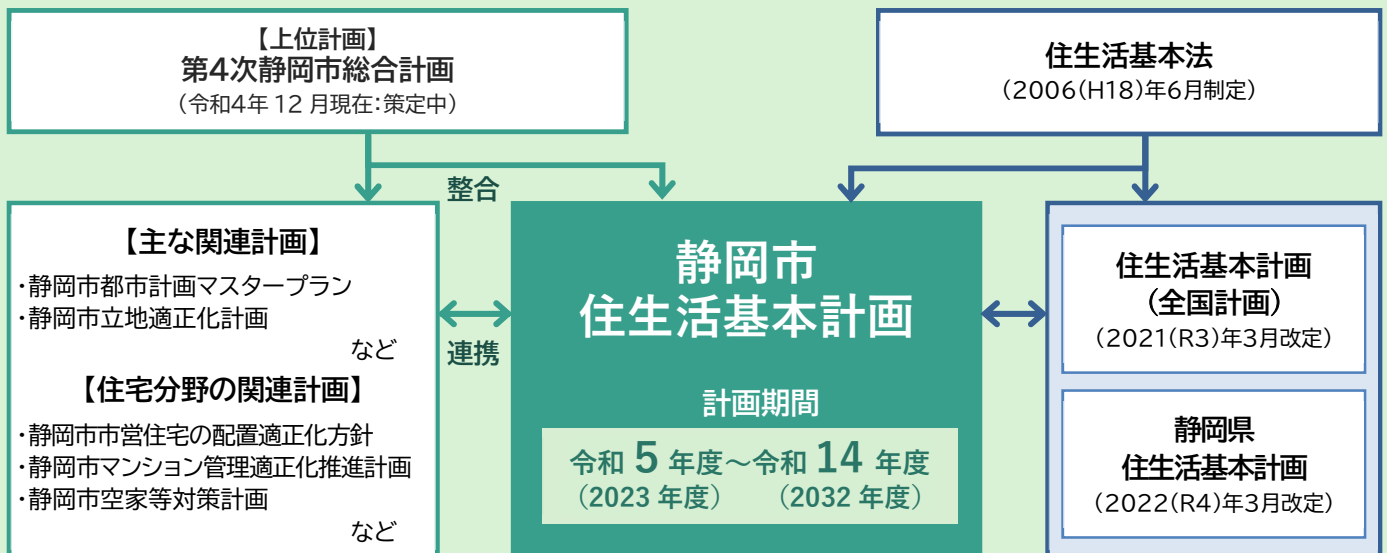 【上位計画】
第4次静岡市総合計画
（令和4年 12 月現在：策定中）
住生活基本法
（2006(H18)年6月制定）
整合
【主な関連計画】
・静岡市都市計画マスタープラン
・静岡市立地適正化計画
など
【住宅分野の関連計画】
・静岡市市営住宅の配置適正化方針
・静岡市マンション管理適正化推進計画
・静岡市空家等対策計画
など
連携
静岡市
住生活基本計画
計画期間
令和 5 年度～令和 14 年度
（2023 年度） （2032 年度）
住生活基本計画
（全国計画）
（2021(R3)年3月改定）
静岡県
住生活基本計画
（2022(R4)年3月改定）